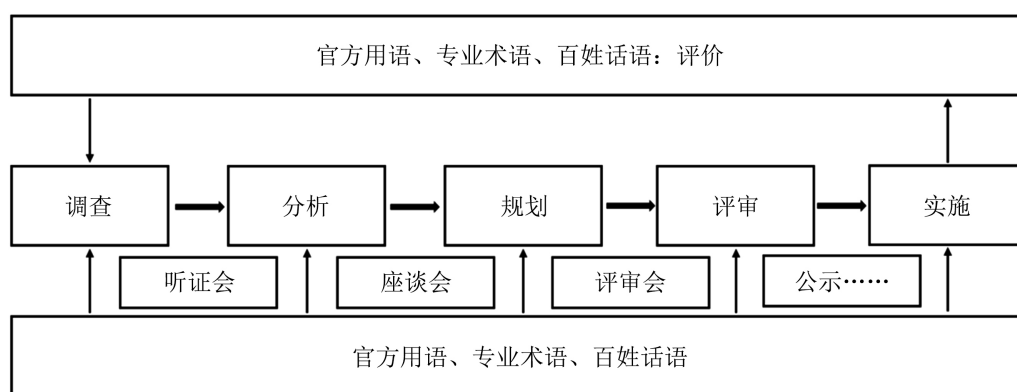 官方用语、专业术语、百姓话语：评价
调查
分析
规划
评审
实施
听证会
座谈会
评审会
公示……
官方用语、专业术语、百姓话语